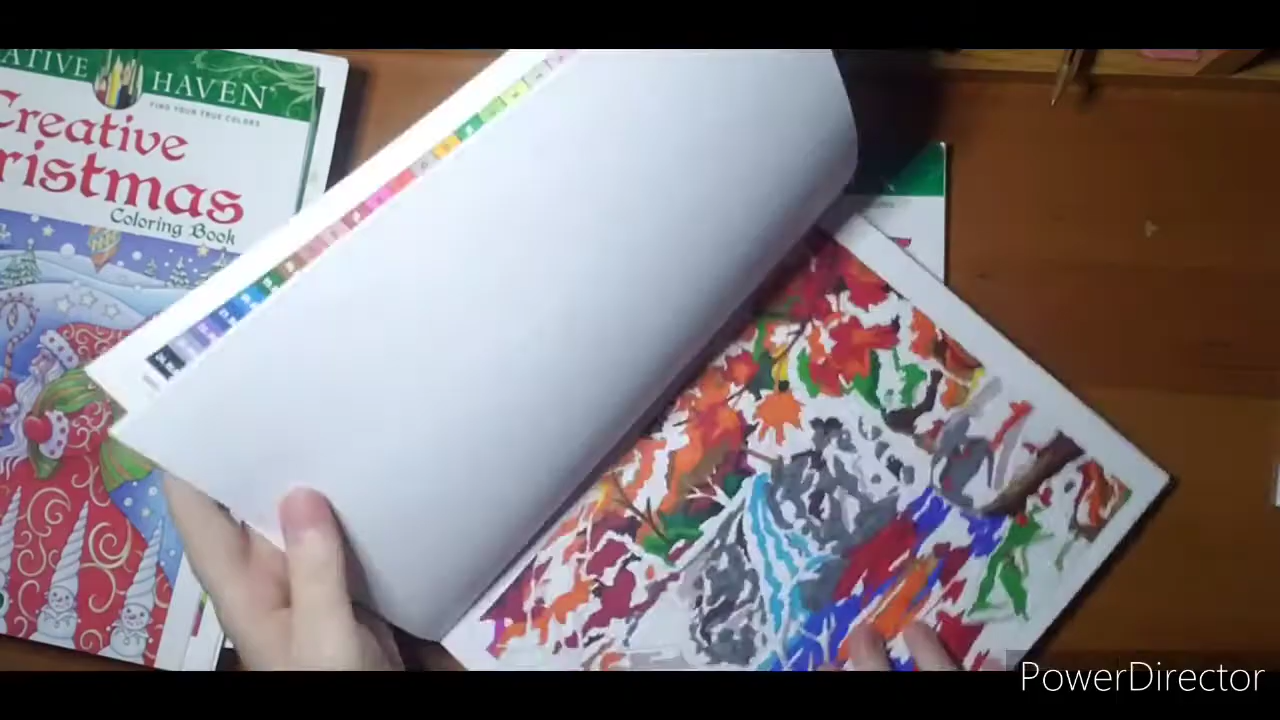 ATIVE HAVEN
FIND YOUR TRUE COLORS
Creative
ristmas
Coloring Book
PowerDirector